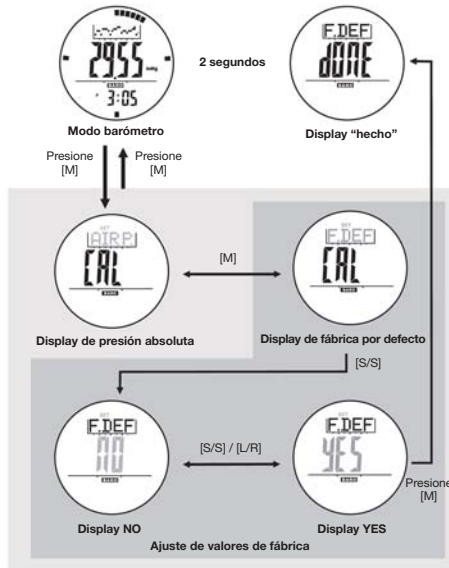 F.DEF
29.55
inHg
dONE
2 segundos
BARO
3:05
Modo barómetro
Display “hecho”
Presione
[M]
Presione
[M]
SET
AIR.P.
CAL
BARO
[M]
SET
F.DEF
CAL
BARO
Display de presión absoluta
Display de fábrica por defecto
[S/S]
SET
F.DEF
NO
BARO
[S/S] / [L/R]
SET
F.DEF
YES
BARO
Presione
[M]
Display NO
Display YES
Ajuste de valores de fábrica